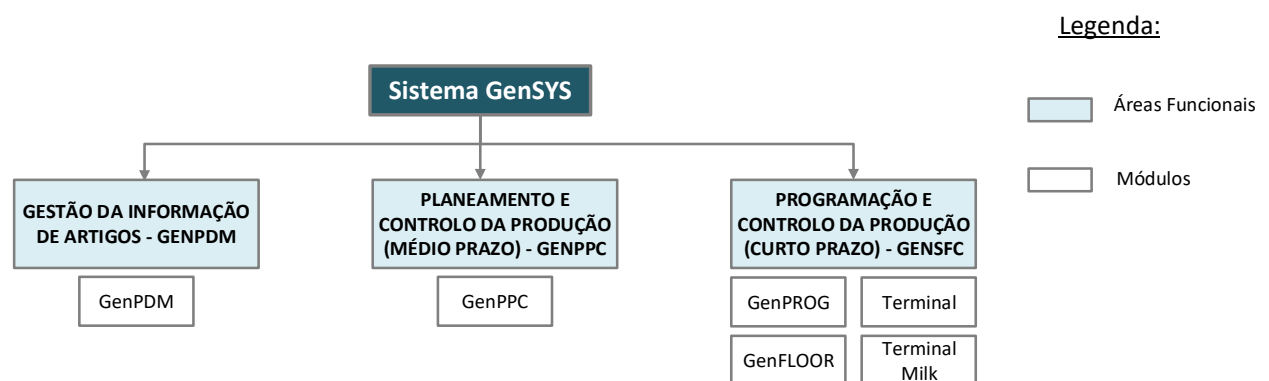 Legenda:
Sistema GenSYS
Áreas Funcionais
Módulos
GESTÃO DA INFORMAÇÃO
DE ARTIGOS - GENPDM
PLANEAMENTO E
CONTROLO DA PRODUÇÃO
(MÉDIO PRAZO) - GENPPC
PROGRAMAÇÃO E
CONTROLO DA PRODUÇÃO
(CURTO PRAZO) - GENSFC
GenPDM
GenPPC
GenPROG
Terminal
GenFLOOR
Terminal
Milk